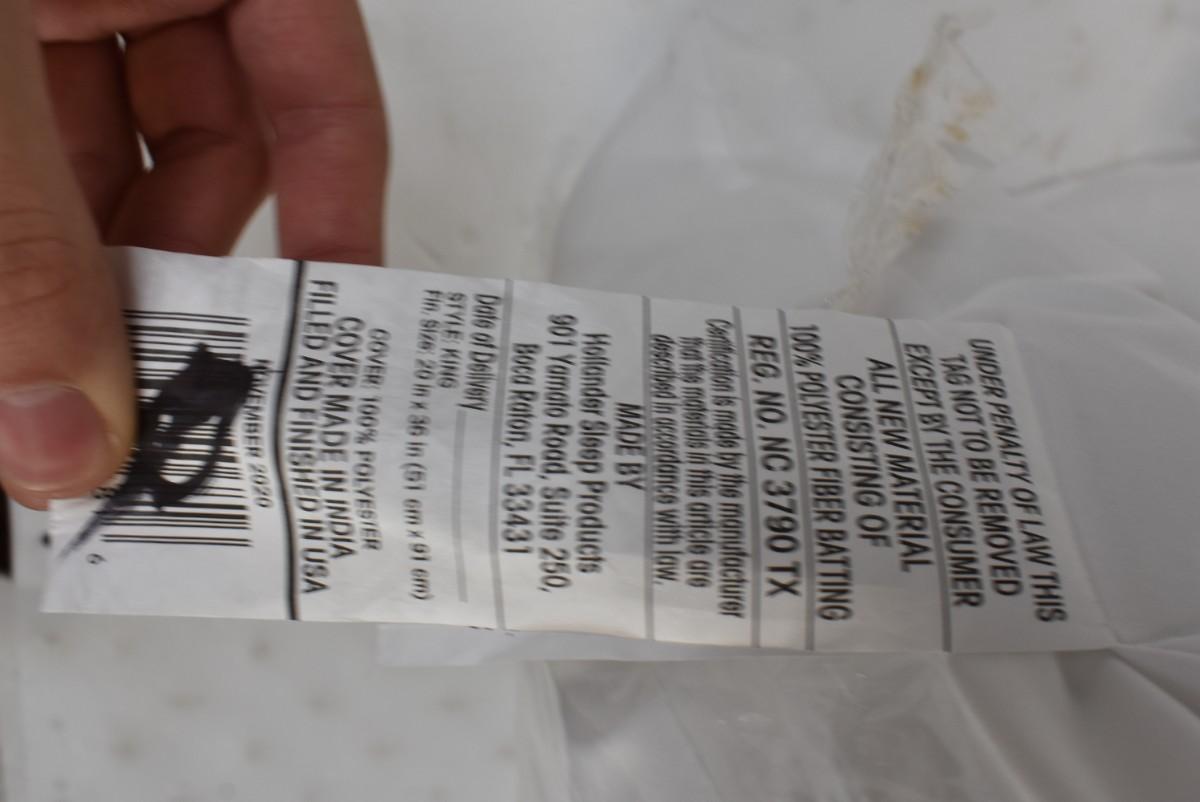 UNDER PENALTY OF LAW THIS
TAG NOT TO BE REMOVED
EXCEPT BY THE CONSUMER
ALL NEW MATERIAL
CONSISTING OF
100% POLYESTER FIBER BATTING
REG. NO. NC 3790 TX
Certification is made by the manufacturer
that the materials in this article are
described in accordance with law.
MADE BY
Hollander Sleep Products
901 Yamato Road, Suite 250,
Boca Raton, FL 33431
Date of Delivery
STYLE: KING
Fin. Size: 20 in x 36 in (51 cm x 91 cm)
COVER: 100% POLYESTER
COVER MADE IN INDIA
FILLED AND FINISHED IN USA
NOVEMBER 2020
6